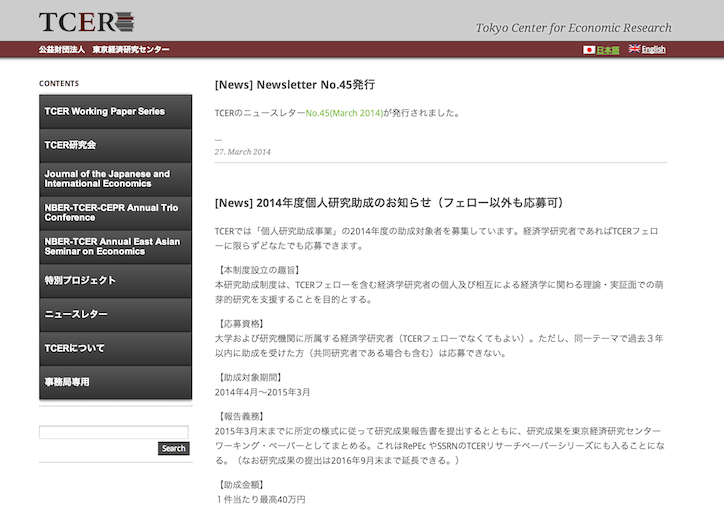 TCER
Tokyo Center for Economic Research
公益財団法人 東京経済研究センター
日本語 English
CONTENTS
TCER Working Paper Series
TCER研究会
Journal of the Japanese and
International Economics
NBER-TCER-CEPR Annual Trio
Conference
NBER-TCER Annual East Asian
Seminar on Economics
特別プロジェクト
ニュースレター
TCERについて
事務局専用
Search
[News] Newsletter No.45発行
TCERのニュースレターNo.45(March 2014)が発行されました。
—
27. March 2014
[News] 2014年度個人研究助成のお知らせ（フェロー以外も応募可）
TCERでは「個人研究助成事業」の2014年度の助成対象者を募集しています。経済学研究者であればTCERフェロ
ーに限らずどなたでも応募できます。
【本制度設立の趣旨】
本研究助成制度は、TCERフェローを含む経済学研究者の個人及び相互による経済学に関わる理論・実証面での萌
芽的研究を支援することを目的とする。
【応募資格】
大学および研究機関に所属する経済学研究者（TCERフェローでなくてもよい）。ただし、同一テーマで過去３年
以内に助成を受けた方（共同研究者である場合も含む）は応募できない。
【助成対象期間】
2014年4月〜2015年3月
【報告義務】
2015年3月末までに所定の様式に従って研究成果報告書を提出するとともに、研究成果を東京経済研究センター
ワーキング・ペーパーとしてまとめる。これはRePEc やSSRNのTCERリサーチペーパーシリーズにも入ることにな
る。（なお研究成果の提出は2016年9月末まで延長できる。）
【助成金額】
１件当たり最高40万円